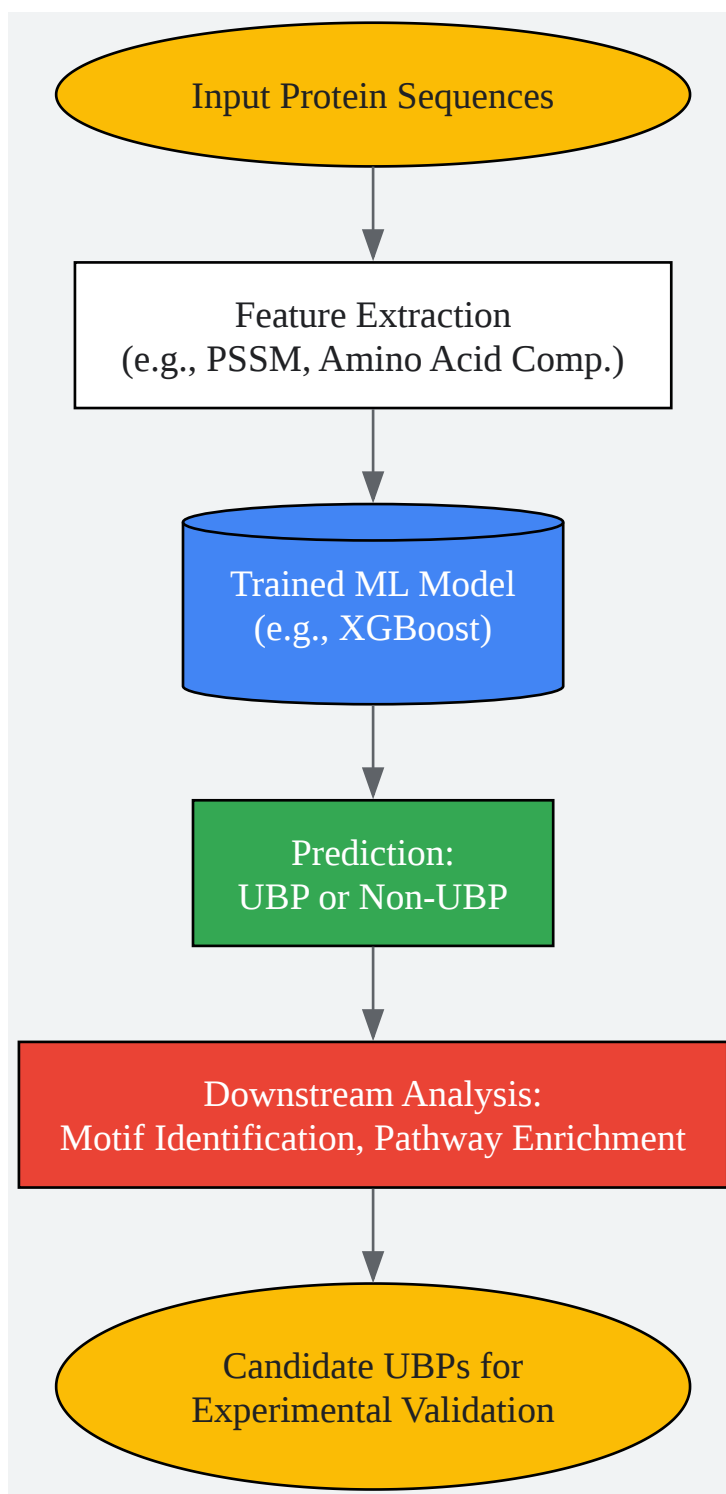 Input Protein Sequences
Feature Extraction
(e.g., PSSM, Amino Acid Comp.)
Trained ML Model
(e.g., XGBoost)
Prediction:
UBP or Non-UBP
Downstream Analysis:
Motif Identification, Pathway Enrichment
Candidate UBPs for
Experimental Validation